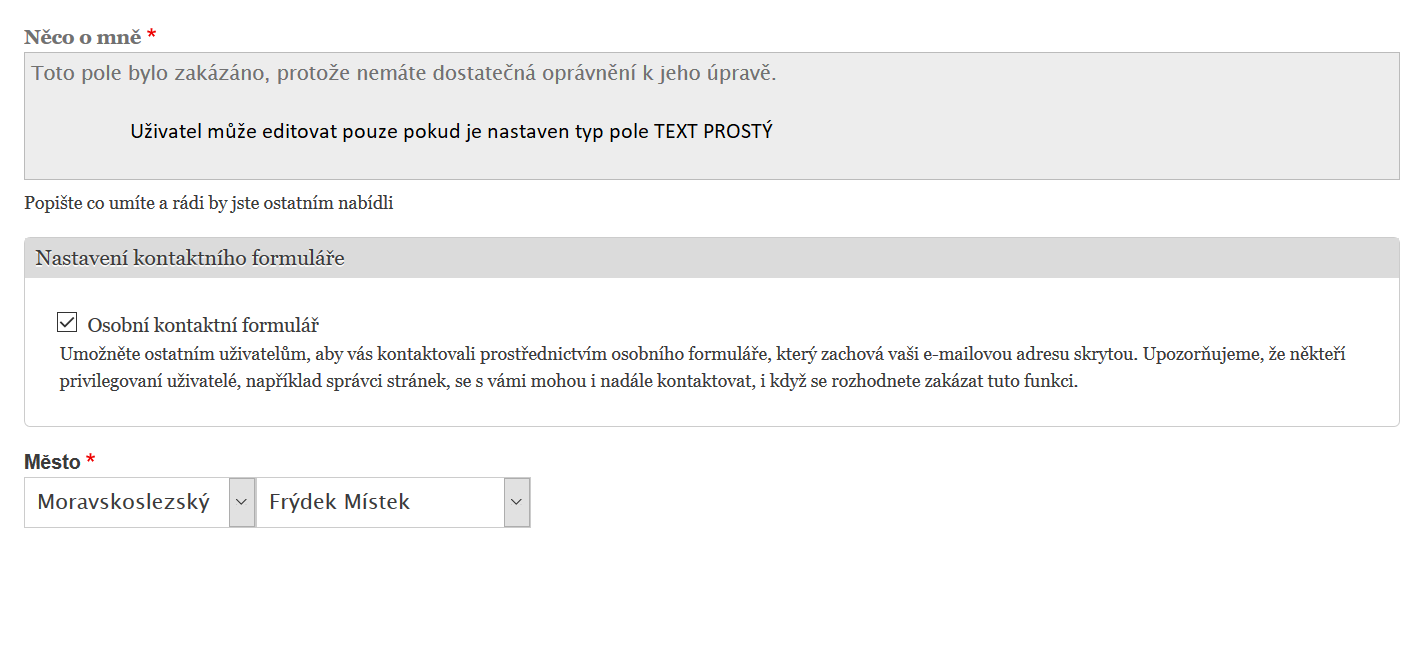 Něco o mně *
Toto pole bylo zakázáno, protože nemáte dostatečná oprávnění k jeho úpravě.
Uživatel může editovat pouze pokud je nastaven typ pole TEXT PROSTÝ
Popište co umíte a rádi by jste ostatním nabídli
Nastavení kontaktního formuláře
Osobní kontaktní formulář
Umožněte ostatním uživatelům, aby vás kontaktovali prostřednictvím osobního formuláře, který zachová vaši e-mailovou adresu skrytou. Upozorňujeme, že někteří
privilegovaní uživatelé, například správci stránek, se s vámi mohou i nadále kontaktovat, i když se rozhodnete zakázat tuto funkci.
Město *
Moravskoslezský Frýdek Místek